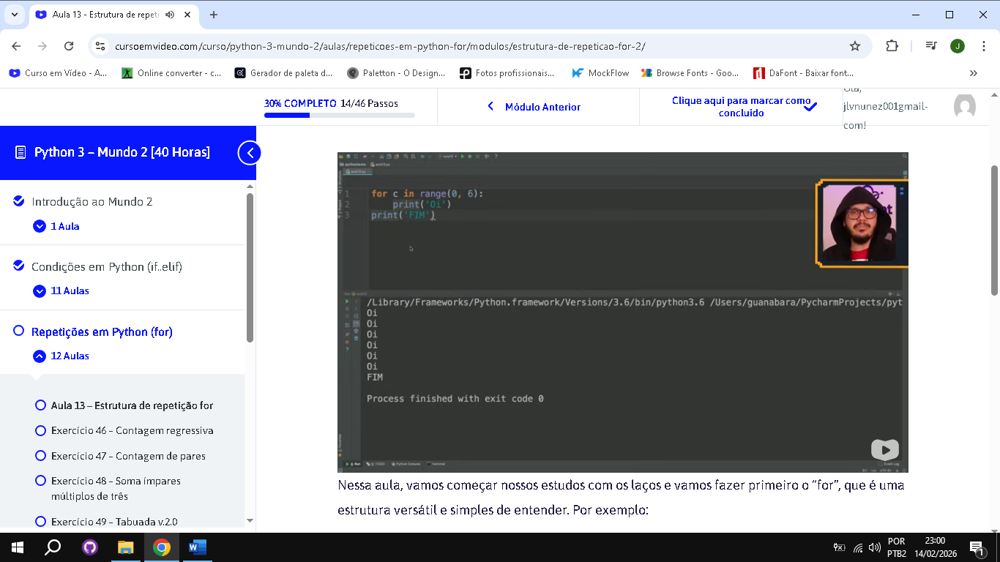 Aula 13 - Estrutura de repeti
cursoemvideo.com/curso/python-3-mundo-2/aulas/repeticoes-em-python-for/modulos/estrutura-de-repeticao-for-2/
J
Curso em Vídeo - A...
Online converter - c...
Gerador de paleta d...
Paletton - O Design...
Fotos profissionais...
MockFlow
Browse Fonts - Goo...
DaFont - Baixar font...
30% COMPLETO 14/46 Passos
Módulo Anterior
Clique aqui para marcar como
concluido
Olá,
jlvnunez001gmail-
com!
Python 3 – Mundo 2 [40 Horas]
Introdução ao Mundo 2
1 Aula
Condições em Python (if..elif)
11 Aulas
Repetições em Python (for)
12 Aulas
Aula 13 – Estrutura de repetição for
Exercício 46 – Contagem regressiva
Exercício 47 – Contagem de pares
Exercício 48 – Soma ímpares
múltiplos de três
Exercício 49 – Tabuada v.2.0
1 for c in range(0, 6):
2 print('Oi')
3 print('FIM')
/Library/Frameworks/Python.framework/Versions/3.6/bin/python3.6 /Users/guanabara/PycharmProjects/pyt
Oi
Oi
Oi
Oi
Oi
Oi
FIM
Process finished with exit code 0
Python Console
Terminal
Event Log
Nessa aula, vamos começar nossos estudos com os laços e vamos fazer primeiro o “for”, que é uma
estrutura versátil e simples de entender. Por exemplo:
POR
PTB2
23:00
14/02/2026
1